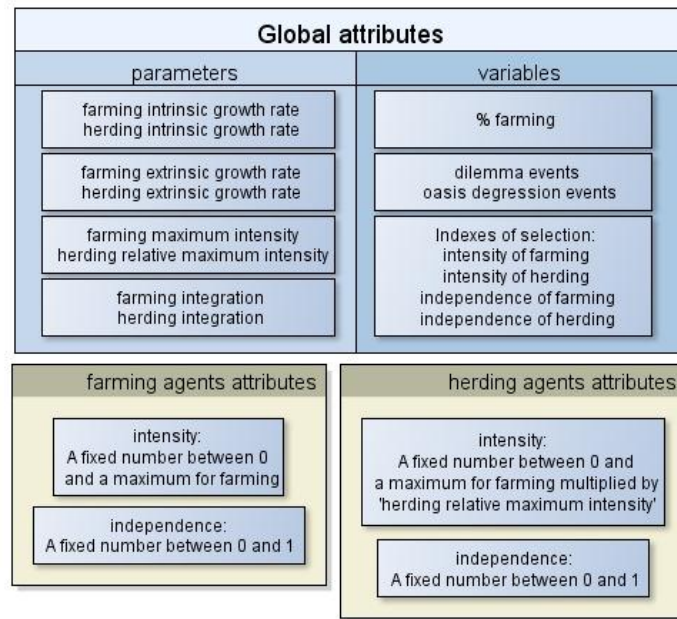 Global attributes
parameters
farming intrinsic growth rate
herding intrinsic growth rate
farming extrinsic growth rate
herding extrinsic growth rate
farming maximum intensity
herding relative maximum intensity
farming integration
herding integration
variables
% farming
dilemma events
oasis degression events
Indexes of selection:
intensity of farming
intensity of herding
independence of farming
independence of herding
farming agents attributes
intensity:
A fixed number between 0
and a maximum for farming
independence:
A fixed number between 0 and 1
herding agents attributes
intensity:
A fixed number between 0 and
a maximum for farming multiplied by
'herding relative maximum intensity'
independence:
A fixed number between 0 and 1